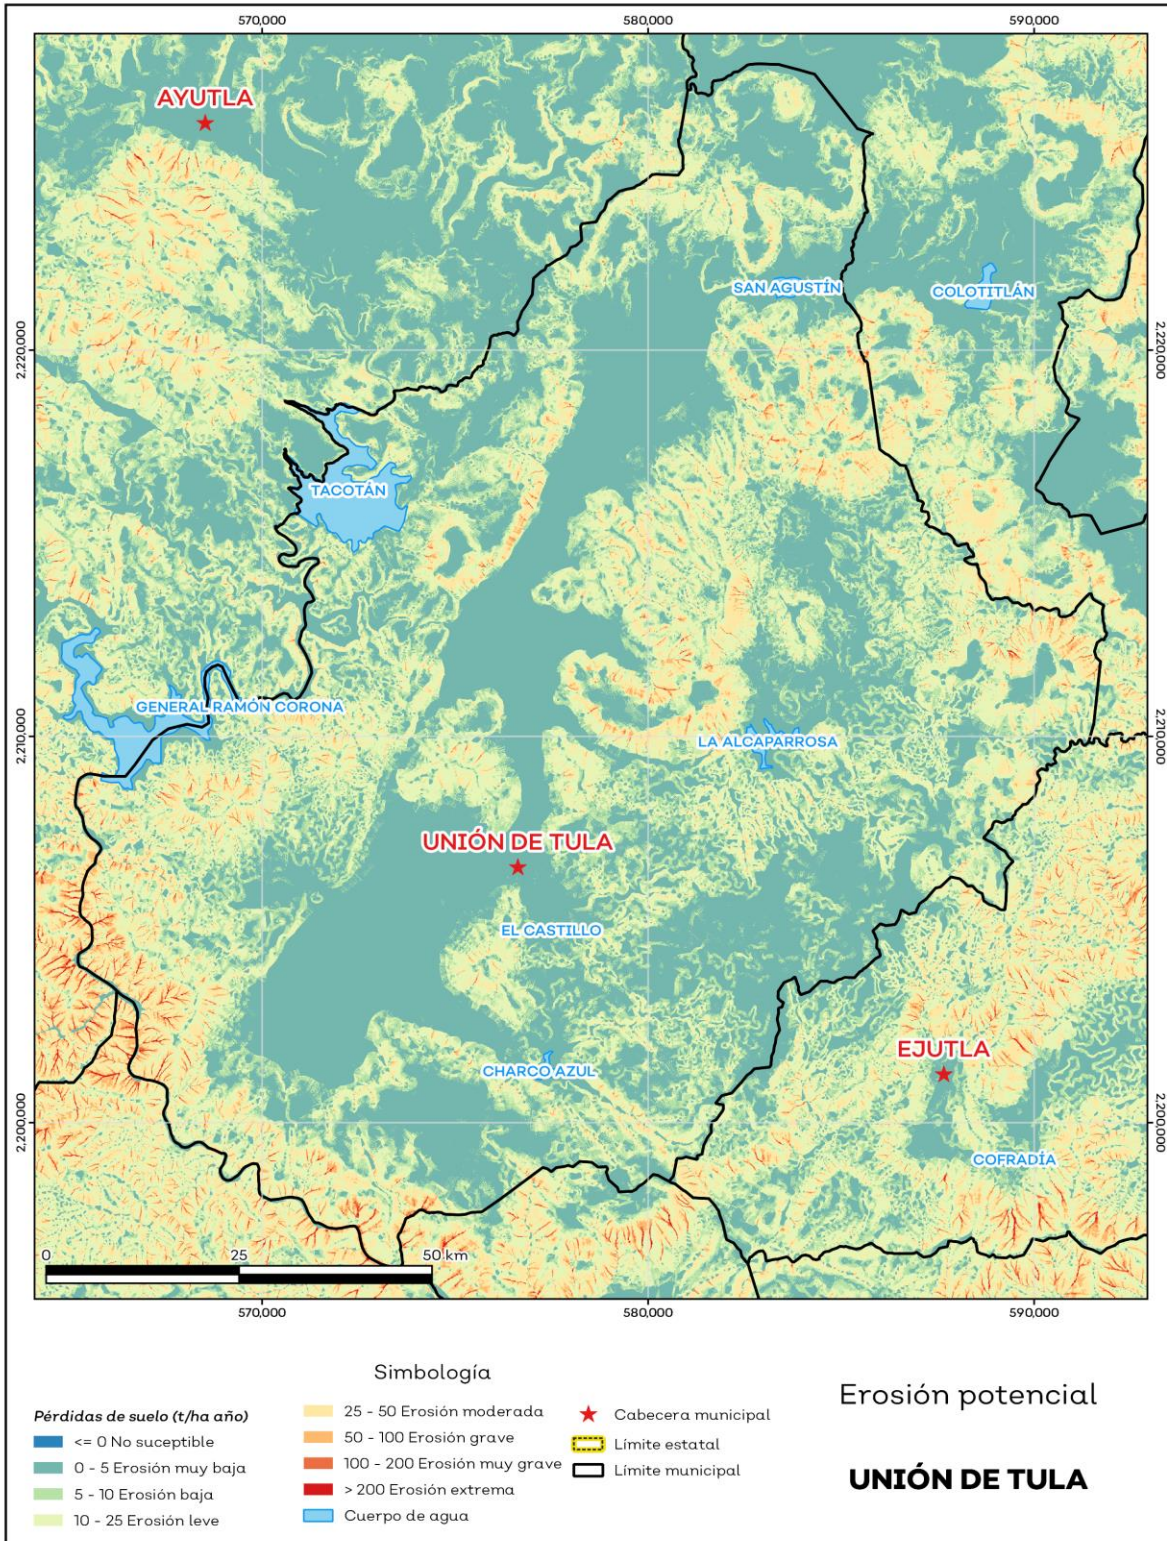 570,000 580,000 590,000
AYUTLA
SAN AGUSTÍN
COLOTITLÁN
2,220,000 2,220,000
TACOTÁN
GENERAL RAMÓN CORONA
2,210,000 2,210,000
LA ALCAPARROSA
UNIÓN DE TULA
EL CASTILLO
EJUTLA
CHARCO AZUL
2,200,000 2,200,000
COFRADÍA
0 25 50 km
570,000 580,000 590,000
Simbología
Pérdidas de suelo (t/ha año)
<= 0 No suceptible
0 - 5 Erosión muy baja
5 - 10 Erosión baja
10 - 25 Erosión leve
25 - 50 Erosión moderada
50 - 100 Erosión grave
100 - 200 Erosión muy grave
> 200 Erosión extrema
Cuerpo de agua
Cabecera municipal
Límite estatal
Límite municipal
Erosión potencial
UNIÓN DE TULA